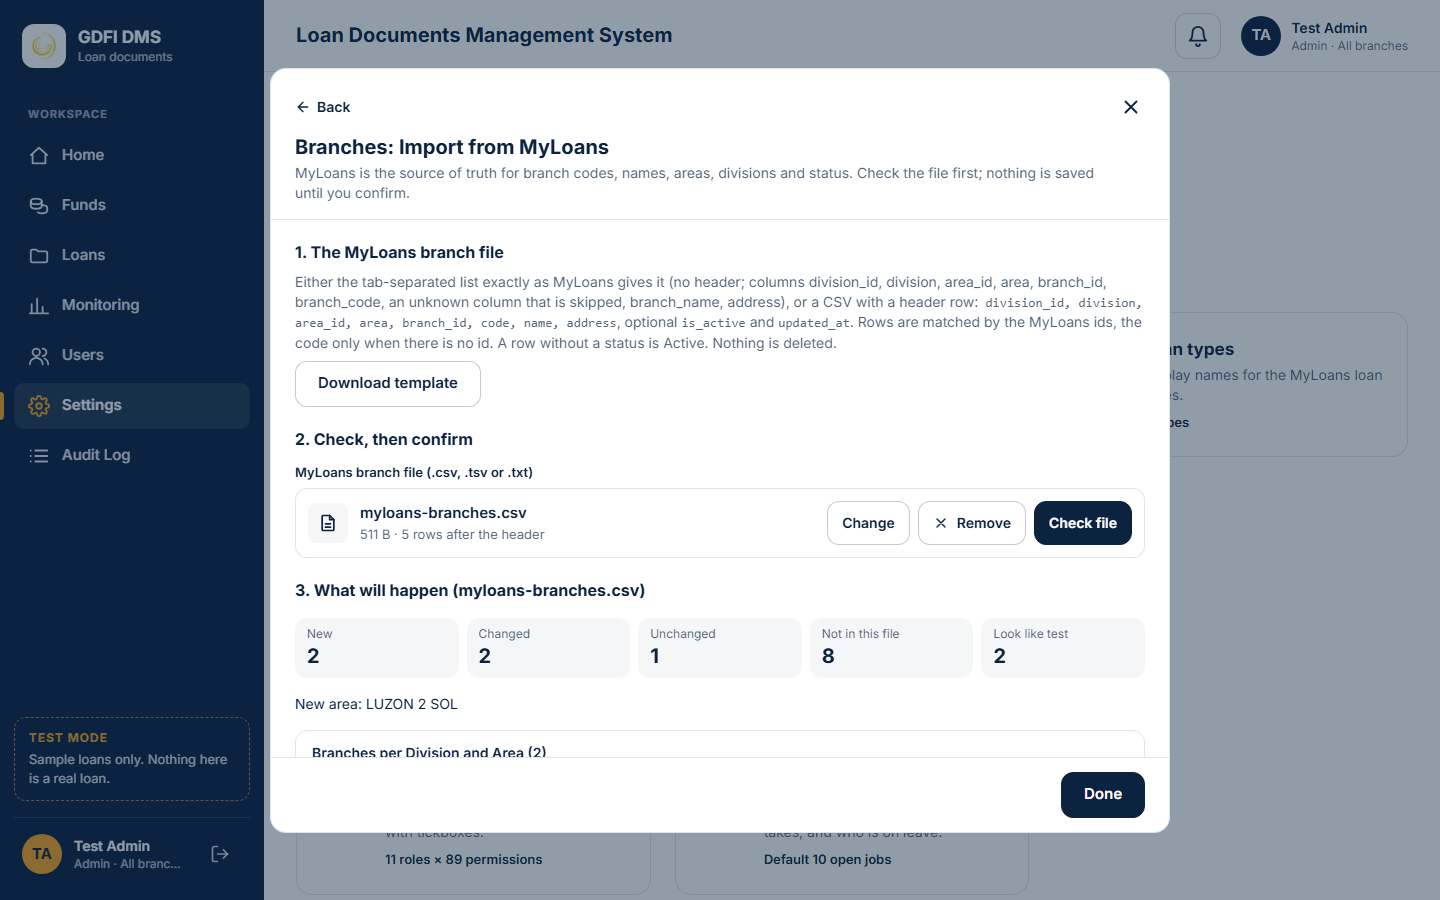 GDFI DMS
Loan documents
WORKSPACE
Home
Funds
Loans
Monitoring
Users
Settings
Audit Log
TEST MODE
Sample loans only. Nothing here
is a real loan.
TA
Test Admin
Admin · All branc...
Loan Documents Management System
TA
Test Admin
Admin · All branches
Back
Branches: Import from MyLoans
MyLoans is the source of truth for branch codes, names, areas, divisions and status. Check the file first; nothing is saved
until you confirm.
1. The MyLoans branch file
Either the tab-separated list exactly as MyLoans gives it (no header; columns division_id, division, area_id, area, branch_id,
branch_code, an unknown column that is skipped, branch_name, address), or a CSV with a header row: division_id, division,
area_id, area, branch_id, code, name, address, optional is_active and updated_at. Rows are matched by the MyLoans ids, the
code only when there is no id. A row without a status is Active. Nothing is deleted.
Download template
2. Check, then confirm
MyLoans branch file (.csv, .tsv or .txt)
myloans-branches.csv
511 B · 5 rows after the header
Change
Remove
Check file
3. What will happen (myloans-branches.csv)
New
2
Changed
2
Unchanged
1
Not in this file
8
Look like test
2
New area: LUZON 2 SOL
Branches per Division and Area (2)
Done
an types
play names for the MyLoans loan
es.
pes
with tickboxes.
11 roles × 89 permissions
takes, and who is on leave.
Default 10 open jobs